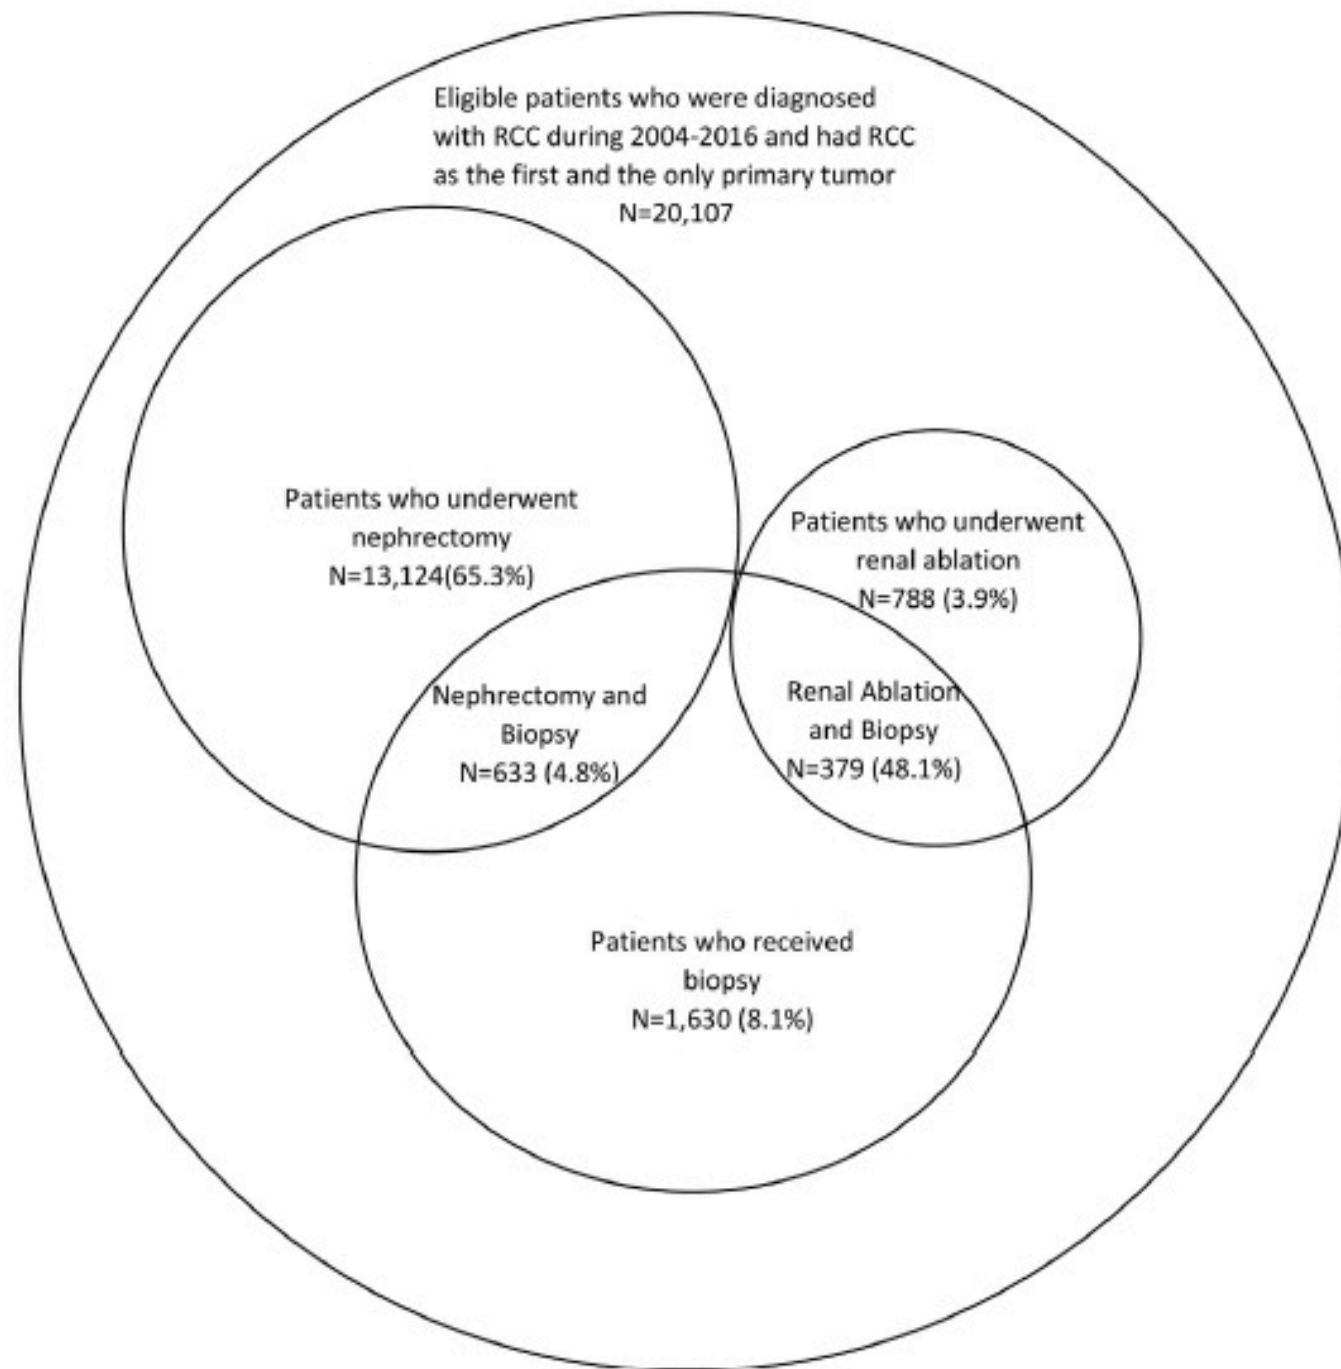 Eligible patients who were diagnosed
with RCC during 2004-2016 and had RCC
as the first and the only primary tumor
N=20,107
Patients who underwent
nephrectomy
N=13,124(65.3%)
Patients who underwent
renal ablation
N=788 (3.9%)
Nephrectomy and
Biopsy
N=633 (4.8%)
Renal Ablation
and Biopsy
N=379 (48.1%)
Patients who received
biopsy
N=1,630 (8.1%)